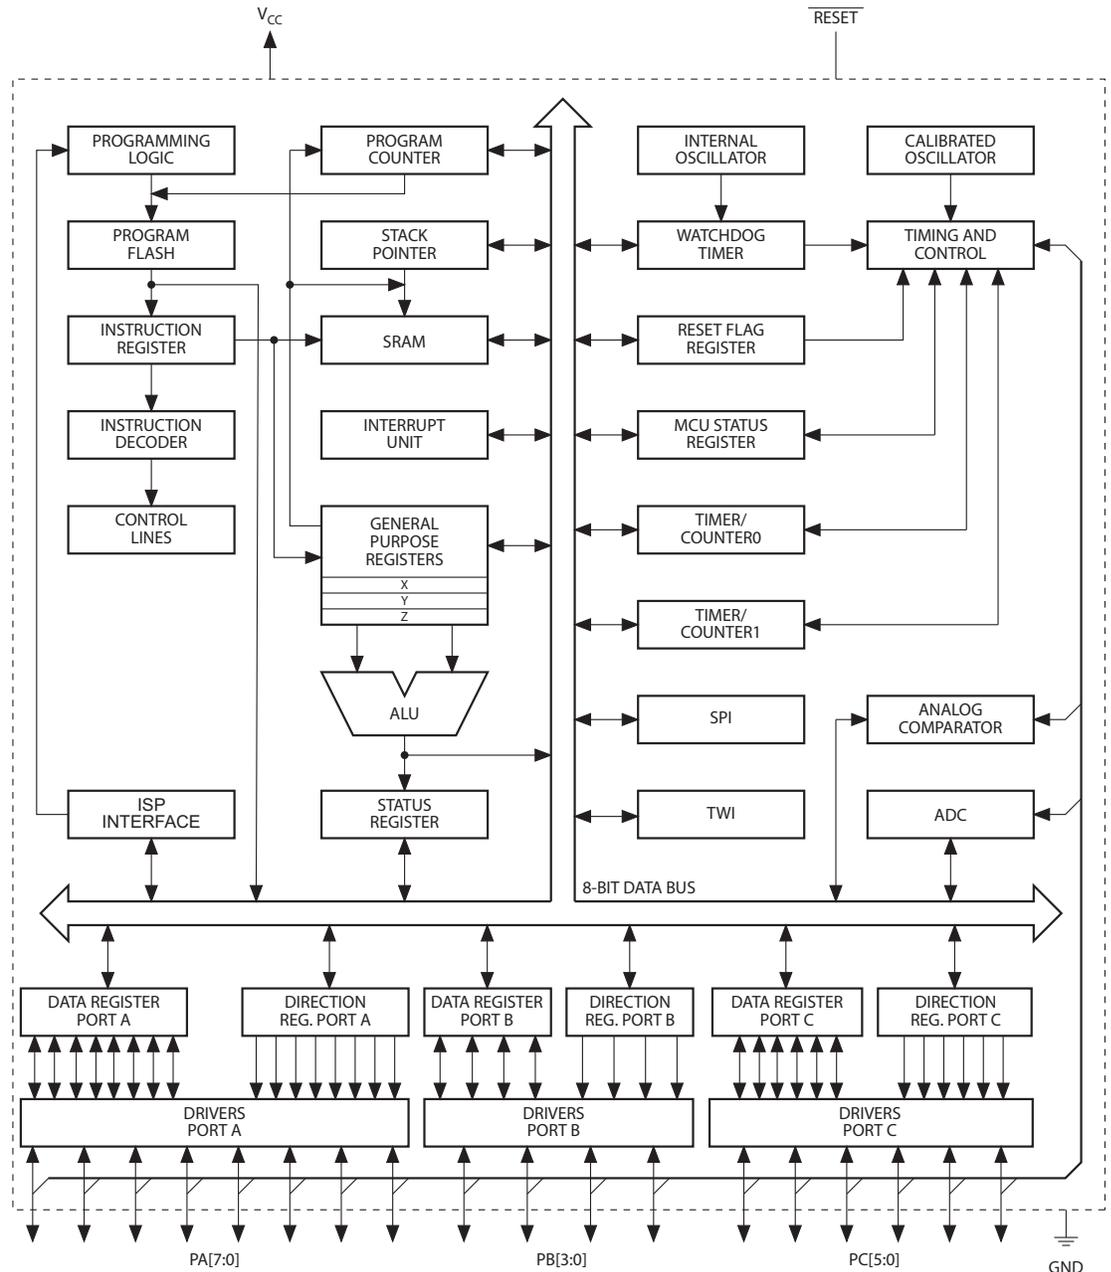 VCC
RESET
PROGRAMMING
LOGIC
PROGRAM
COUNTER
INTERNAL
OSCILLATOR
CALIBRATED
OSCILLATOR
PROGRAM
FLASH
STACK
POINTER
WATCHDOG
TIMER
TIMING AND
CONTROL
INSTRUCTION
REGISTER
SRAM
RESET FLAG
REGISTER
INSTRUCTION
DECODER
INTERRUPT
UNIT
MCU STATUS
REGISTER
CONTROL
LINES
GENERAL
PURPOSE
REGISTERS
X
Y
Z
TIMER/
COUNTER0
TIMER/
COUNTER1
ALU
SPI
ANALOG
COMPARATOR
ISP
INTERFACE
STATUS
REGISTER
TWI
ADC
8-BIT DATA BUS
DATA REGISTER
PORT A
DIRECTION
REG. PORT A
DATA REGISTER
PORT B
DIRECTION
REG. PORT B
DATA REGISTER
PORT C
DIRECTION
REG. PORT C
DRIVERS
PORT A
DRIVERS
PORT B
DRIVERS
PORT C
PA[7:0]
PB[3:0]
PC[5:0]
GND